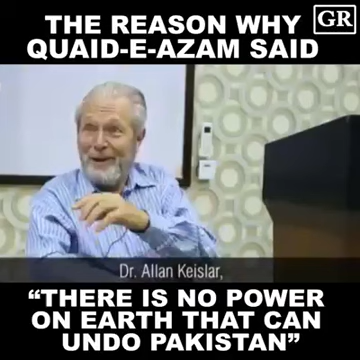 THE REASON WHY
GR
QUAID-E-AZAM SAID
Dr. Allan Keislar,
“THERE IS NO POWER
ON EARTH THAT CAN
UNDO PAKISTAN”